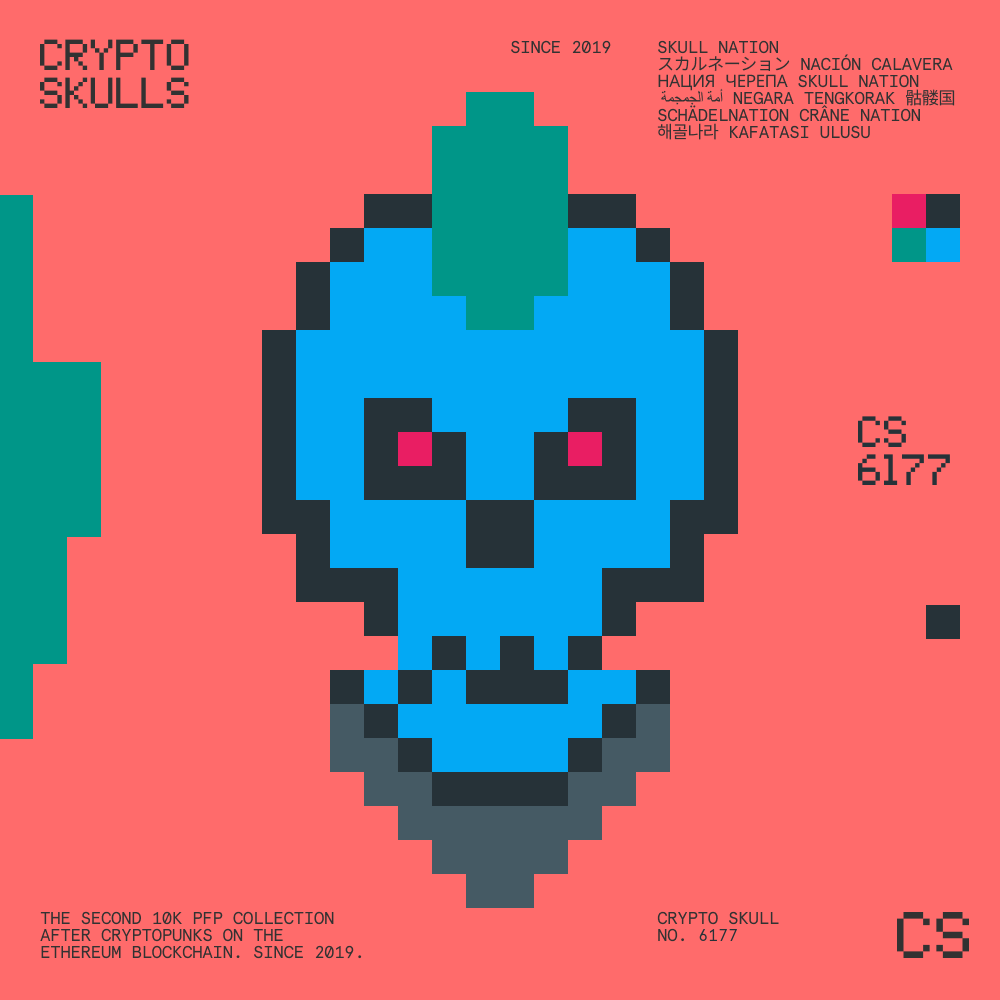 CRYPTO
SKULLS
SINCE 2019
SKULL NATION
スカルネーション NACIÓN CALAVERA
НАЦИЯ ЧЕРЕПА SKULL NATION
أمة الجمجمة NEGARA TENGKORAK 骷髅国
SCHÄDELNATION CRÂNE NATION
해골나라 KAFATASI ULUSU
CS
6177
THE SECOND 10K PFP COLLECTION
AFTER CRYPTOPUNKS ON THE
ETHEREUM BLOCKCHAIN. SINCE 2019.
CRYPTO SKULL
NO. 6177
CS